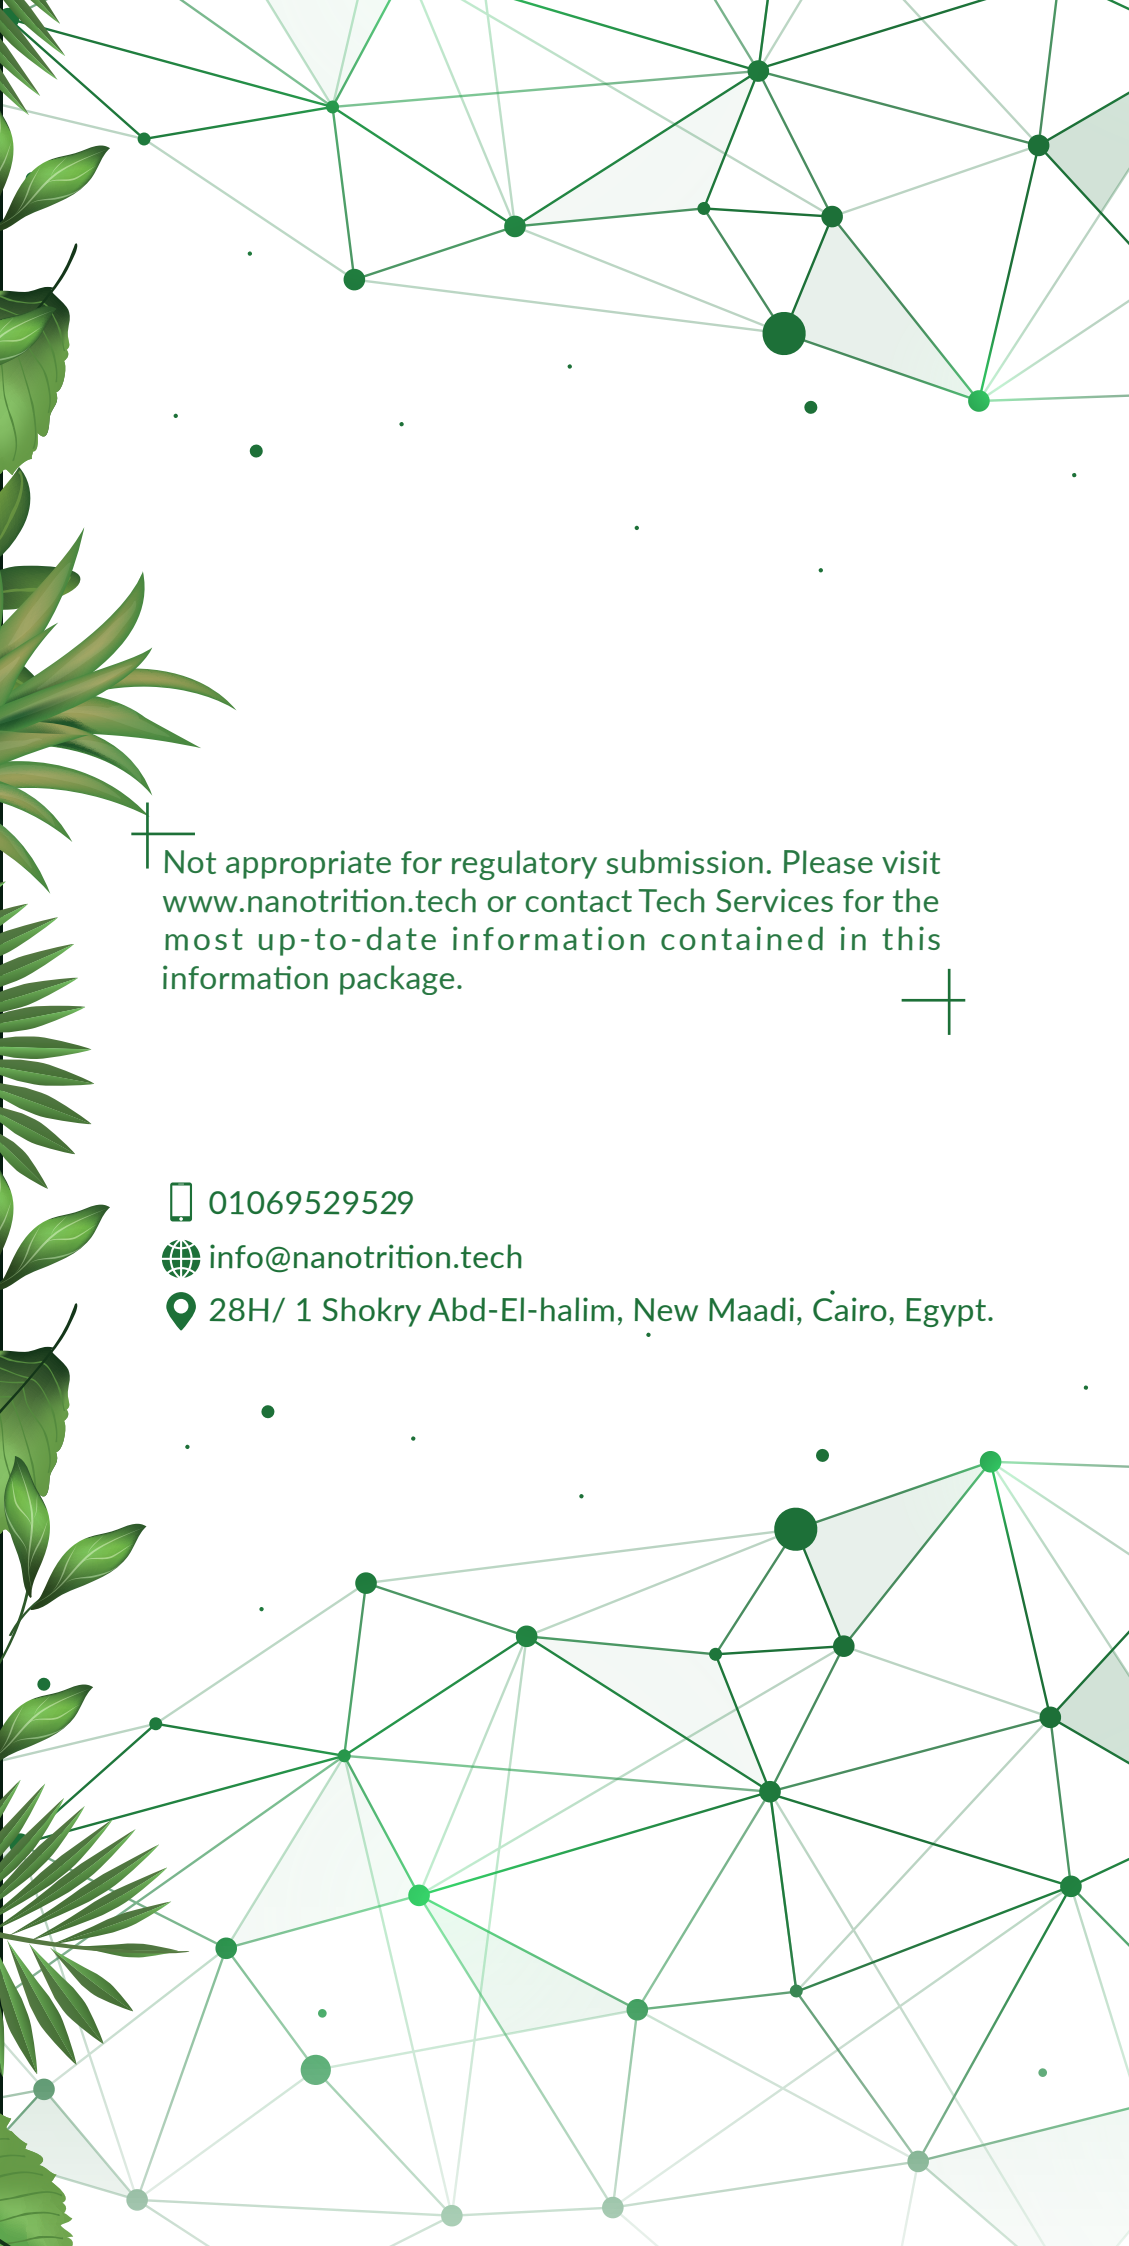 Not appropriate for regulatory submission. Please visit
www.nanotrition.tech or contact Tech Services for the
most up-to-date information contained in this
information package.
01069529529
info@nanotrition.tech
28H/ 1 Shokry Abd-El-halim, New Maadi, Cairo, Egypt.